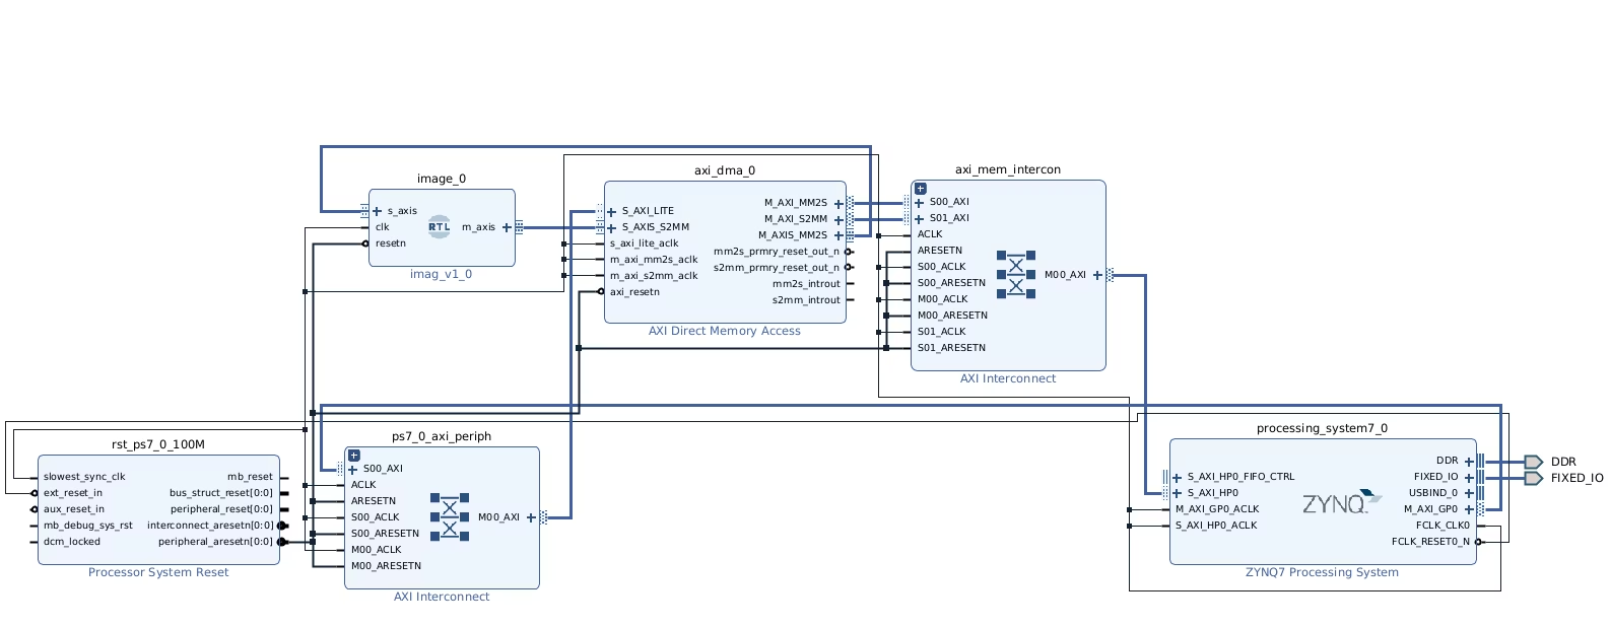 image_0
s_axis
clk
resetn
RTL
m_axis
imag_v1_0
axi_dma_0
S_AXI_LITE
S_AXIS_S2MM
s_axi_lite_aclk
m_axi_mm2s_aclk
m_axi_s2mm_aclk
axi_resetn
M_AXI_MM2S
M_AXI_S2MM
M_AXIS_MM2S
mm2s_prmry_reset_out_n
s2mm_prmry_reset_out_n
mm2s_introut
s2mm_introut
AXI Direct Memory Access
axi_mem_intercon
S00_AXI
S01_AXI
ACLK
ARESETN
S00_ACLK
S00_ARESETN
M00_ACLK
M00_ARESETN
S01_ACLK
S01_ARESETN
M00_AXI
AXI Interconnect
rst_ps7_0_100M
slowest_sync_clk
ext_reset_in
aux_reset_in
mb_debug_sys_rst
dcm_locked
mb_reset
bus_struct_reset[0:0]
peripheral_reset[0:0]
interconnect_aresetn[0:0]
peripheral_aresetn[0:0]
Processor System Reset
ps7_0_axi_periph
S00_AXI
ACLK
ARESETN
S00_ACLK
S00_ARESETN
M00_ACLK
M00_ARESETN
M00_AXI
AXI Interconnect
processing_system7_0
S_AXI_HP0_FIFO_CTRL
S_AXI_HP0
M_AXI_GP0_ACLK
S_AXI_HP0_ACLK
ZYNQ
DDR
FIXED_IO
USBIND_0
M_AXI_GP0
FCLK_CLK0
FCLK_RESET0_N
ZYNQ7 Processing System
DDR
FIXED_IO